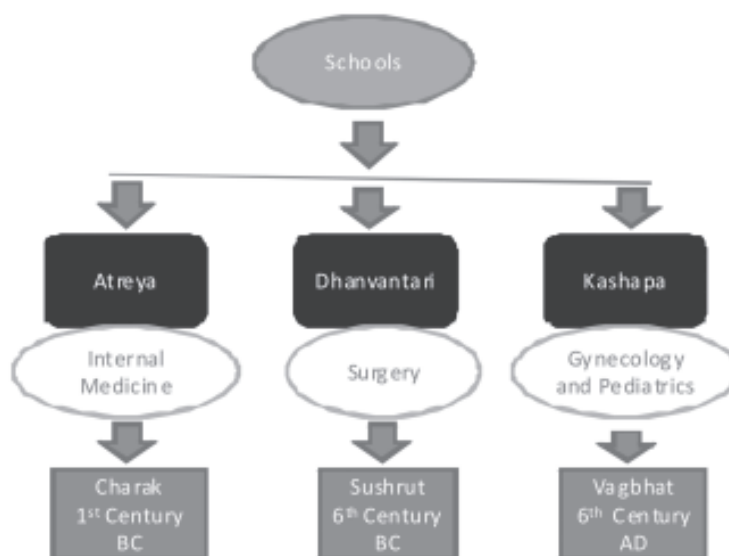 Schools
Atreya
Dhanvantari
Kashapa
Internal
Medicine
Surgery
Gynecology
and Pediatrics
Charak
1st Century
BC
Sushrut
6th Century
BC
Vagbhat
6th Century
AD